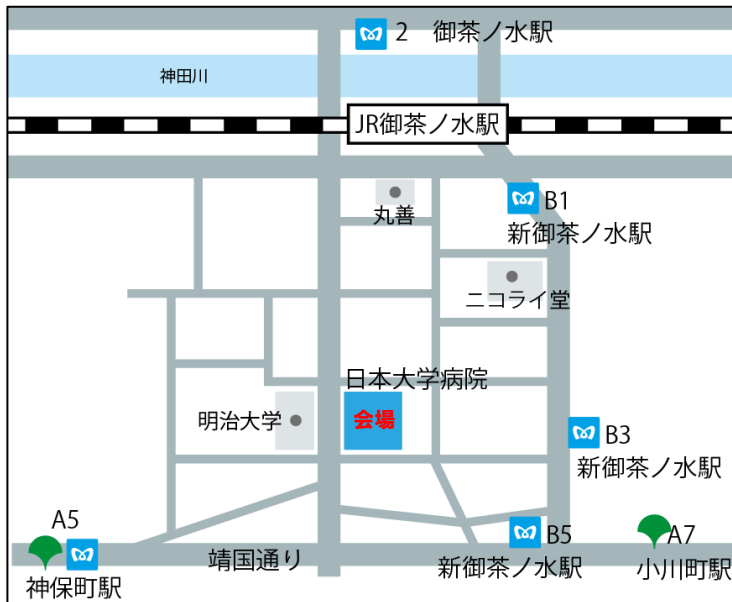 2　御茶ノ水駅
神田川
JR御茶ノ水駅
丸善
B1
新御茶ノ水駅
ニコライ堂
日本大学病院
明治大学
会場
B3
新御茶ノ水駅
A5
神保町駅
靖国通り
B5
新御茶ノ水駅
A7
小川町駅